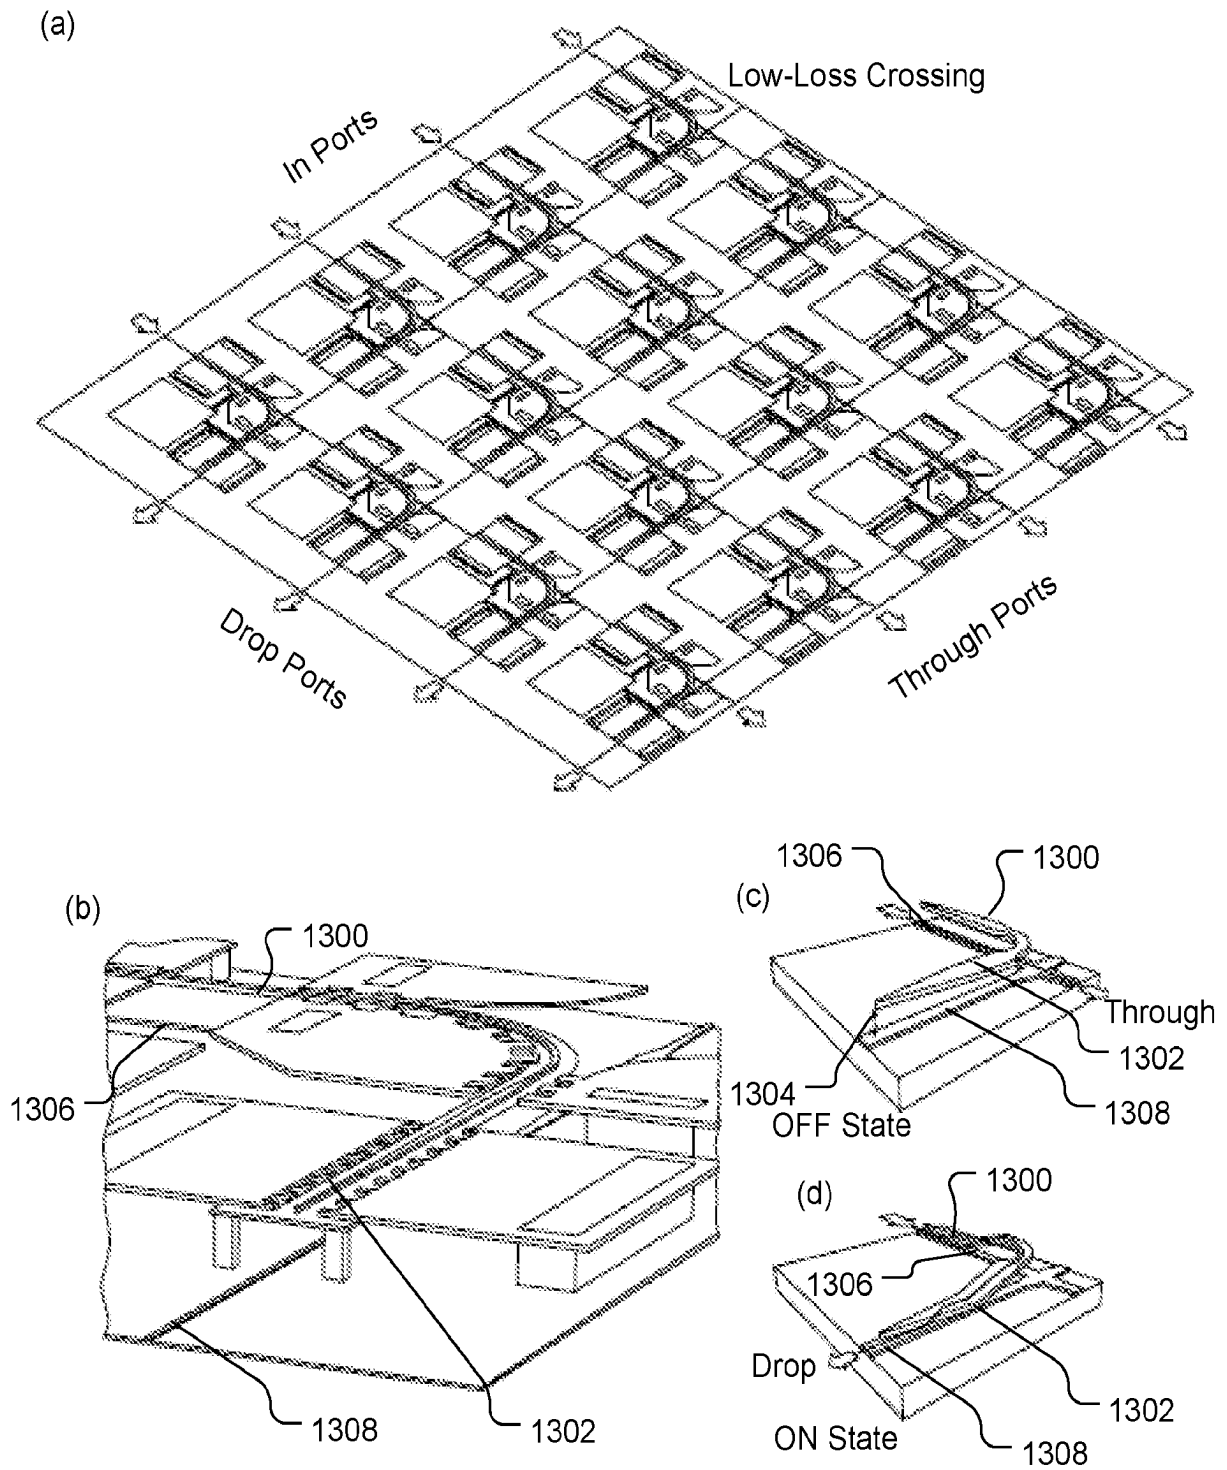 (a)
Low-Loss Crossing
In Ports
Drop Ports
Through Ports
(b)
1300
1306
1308
1302
(c)
1306
1300
Through
1302
1304
1308
OFF State
(d)
1300
1306
Drop
1302
1308
ON State